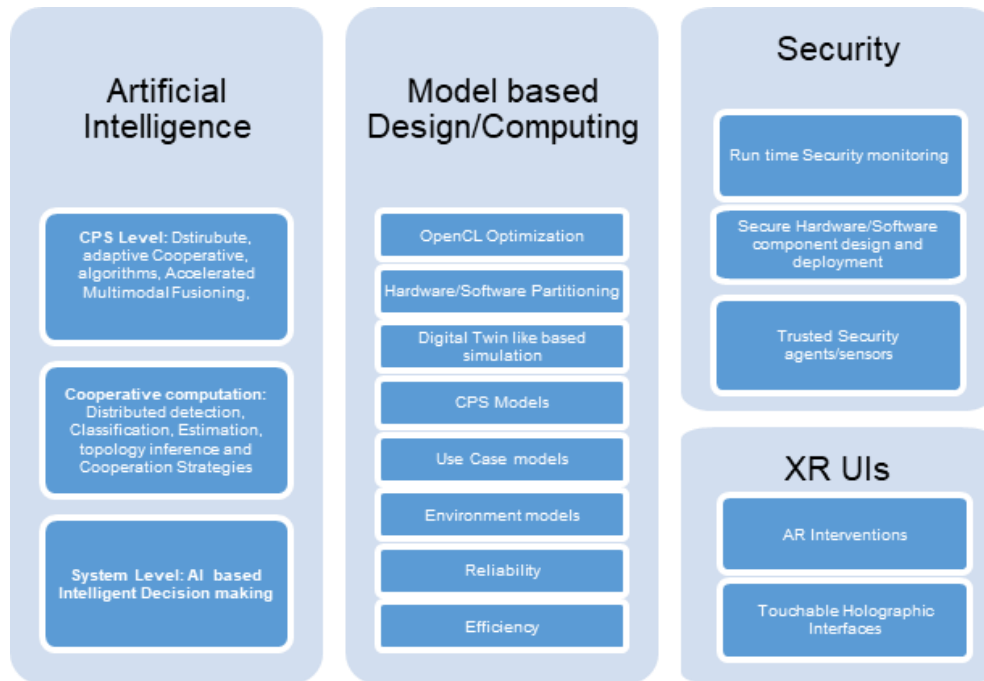 Artificial
Intelligence
CPS Level: Dstirubute,
adaptive Cooperative,
algorithms, Accelerated
Multimodal Fusioning,
Cooperative computation:
Distributed detection,
Classification, Estimation,
topology inference and
Cooperation Strategies
System Level: AI based
Intelligent Decision making
Model based
Design/Computing
OpenCL Optimization
Hardware/Software Partitioning
Digital Twin like based
simulation
CPS Models
Use Case models
Environment models
Reliability
Efficiency
Security
Run time Security monitoring
Secure Hardware/Software
component design and
deployment
Trusted Security
agents/sensors
XR UIs
AR Interventions
Touchable Holographic
Interfaces